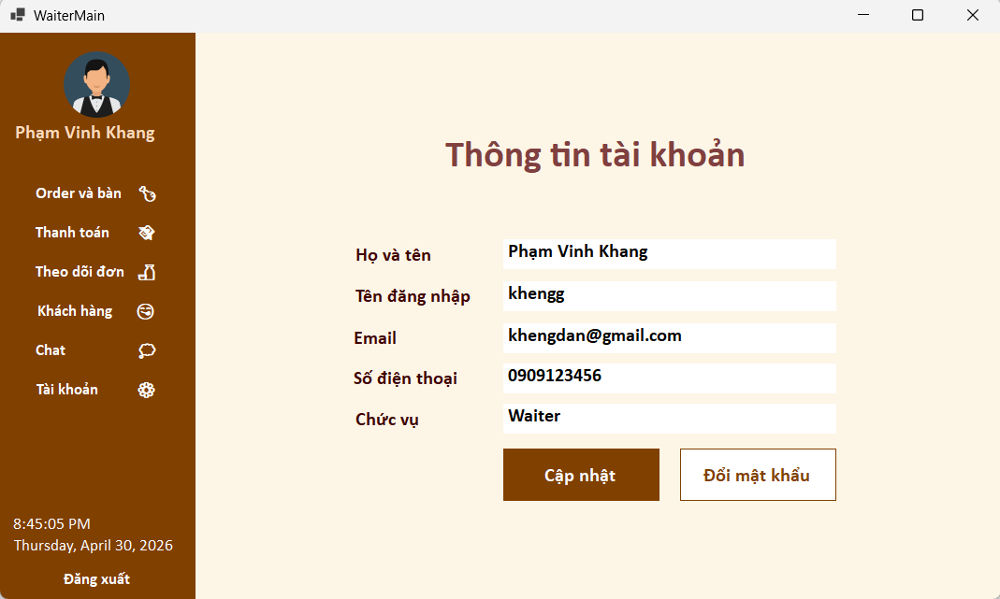 WaiterMain
Phạm Vinh Khang
Order và bàn
Thanh toán
Theo dõi đơn
Khách hàng
Chat
Tài khoản
8:45:05 PM
Thursday, April 30, 2026
Đăng xuất
Thông tin tài khoản
Họ và tên
Phạm Vinh Khang
Tên đăng nhập
khengg
Email
khengdan@gmail.com
Số điện thoại
0909123456
Chức vụ
Waiter
Cập nhật
Đổi mật khẩu